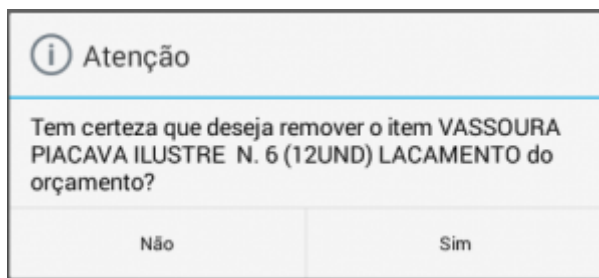 Atenção
Tem certeza que deseja remover o item VASSOURA
PIACAVA ILUSTRE N. 6 (12UND) LACAMENTO do
orçamento?
Não
Sim